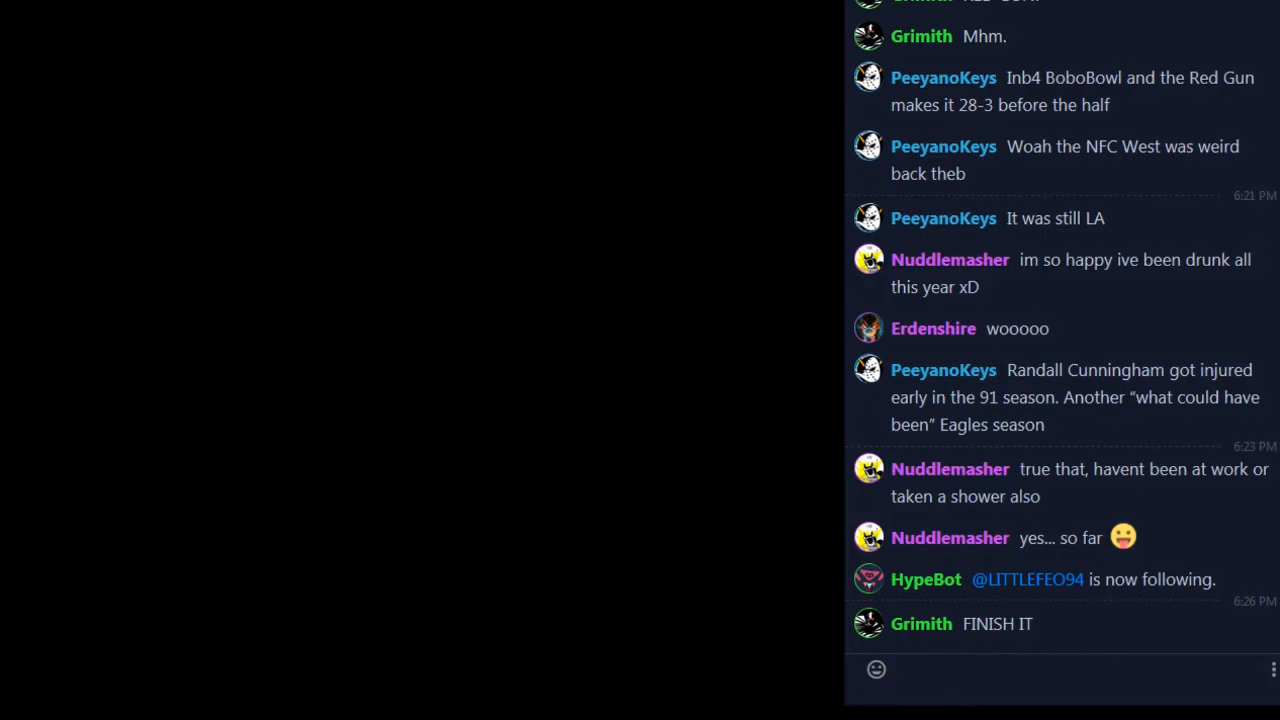 Grimith Mhm.
PeeyanoKeys Inb4 BoboBowl and the Red Gun
makes it 28-3 before the half
PeeyanoKeys Woah the NFC West was weird
back theb
6:21 PM
PeeyanoKeys It was still LA
Nuddlemasher im so happy ive been drunk all
this year xD
Erdenshire wooooo
PeeyanoKeys Randall Cunningham got injured
early in the 91 season. Another “what could have
been” Eagles season
6:23 PM
Nuddlemasher true that, havent been at work or
taken a shower also
Nuddlemasher yes... so far 😛
HypeBot @LITTLEFEO94 is now following.
6:26 PM
Grimith FINISH IT